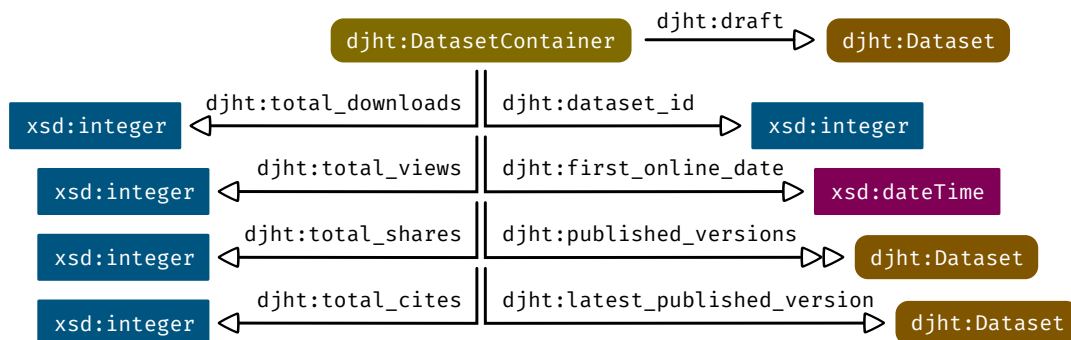 djht:DatasetContainer djht:draft djht:Dataset
djht:total_downloads djht:dataset_id
xsd:integer xsd:integer
djht:total_views djht:first_online_date
xsd:integer xsd:dateTime
djht:total_shares djht:published_versions
xsd:integer djht:Dataset
djht:total_cites djht:latest_published_version
xsd:integer djht:Dataset